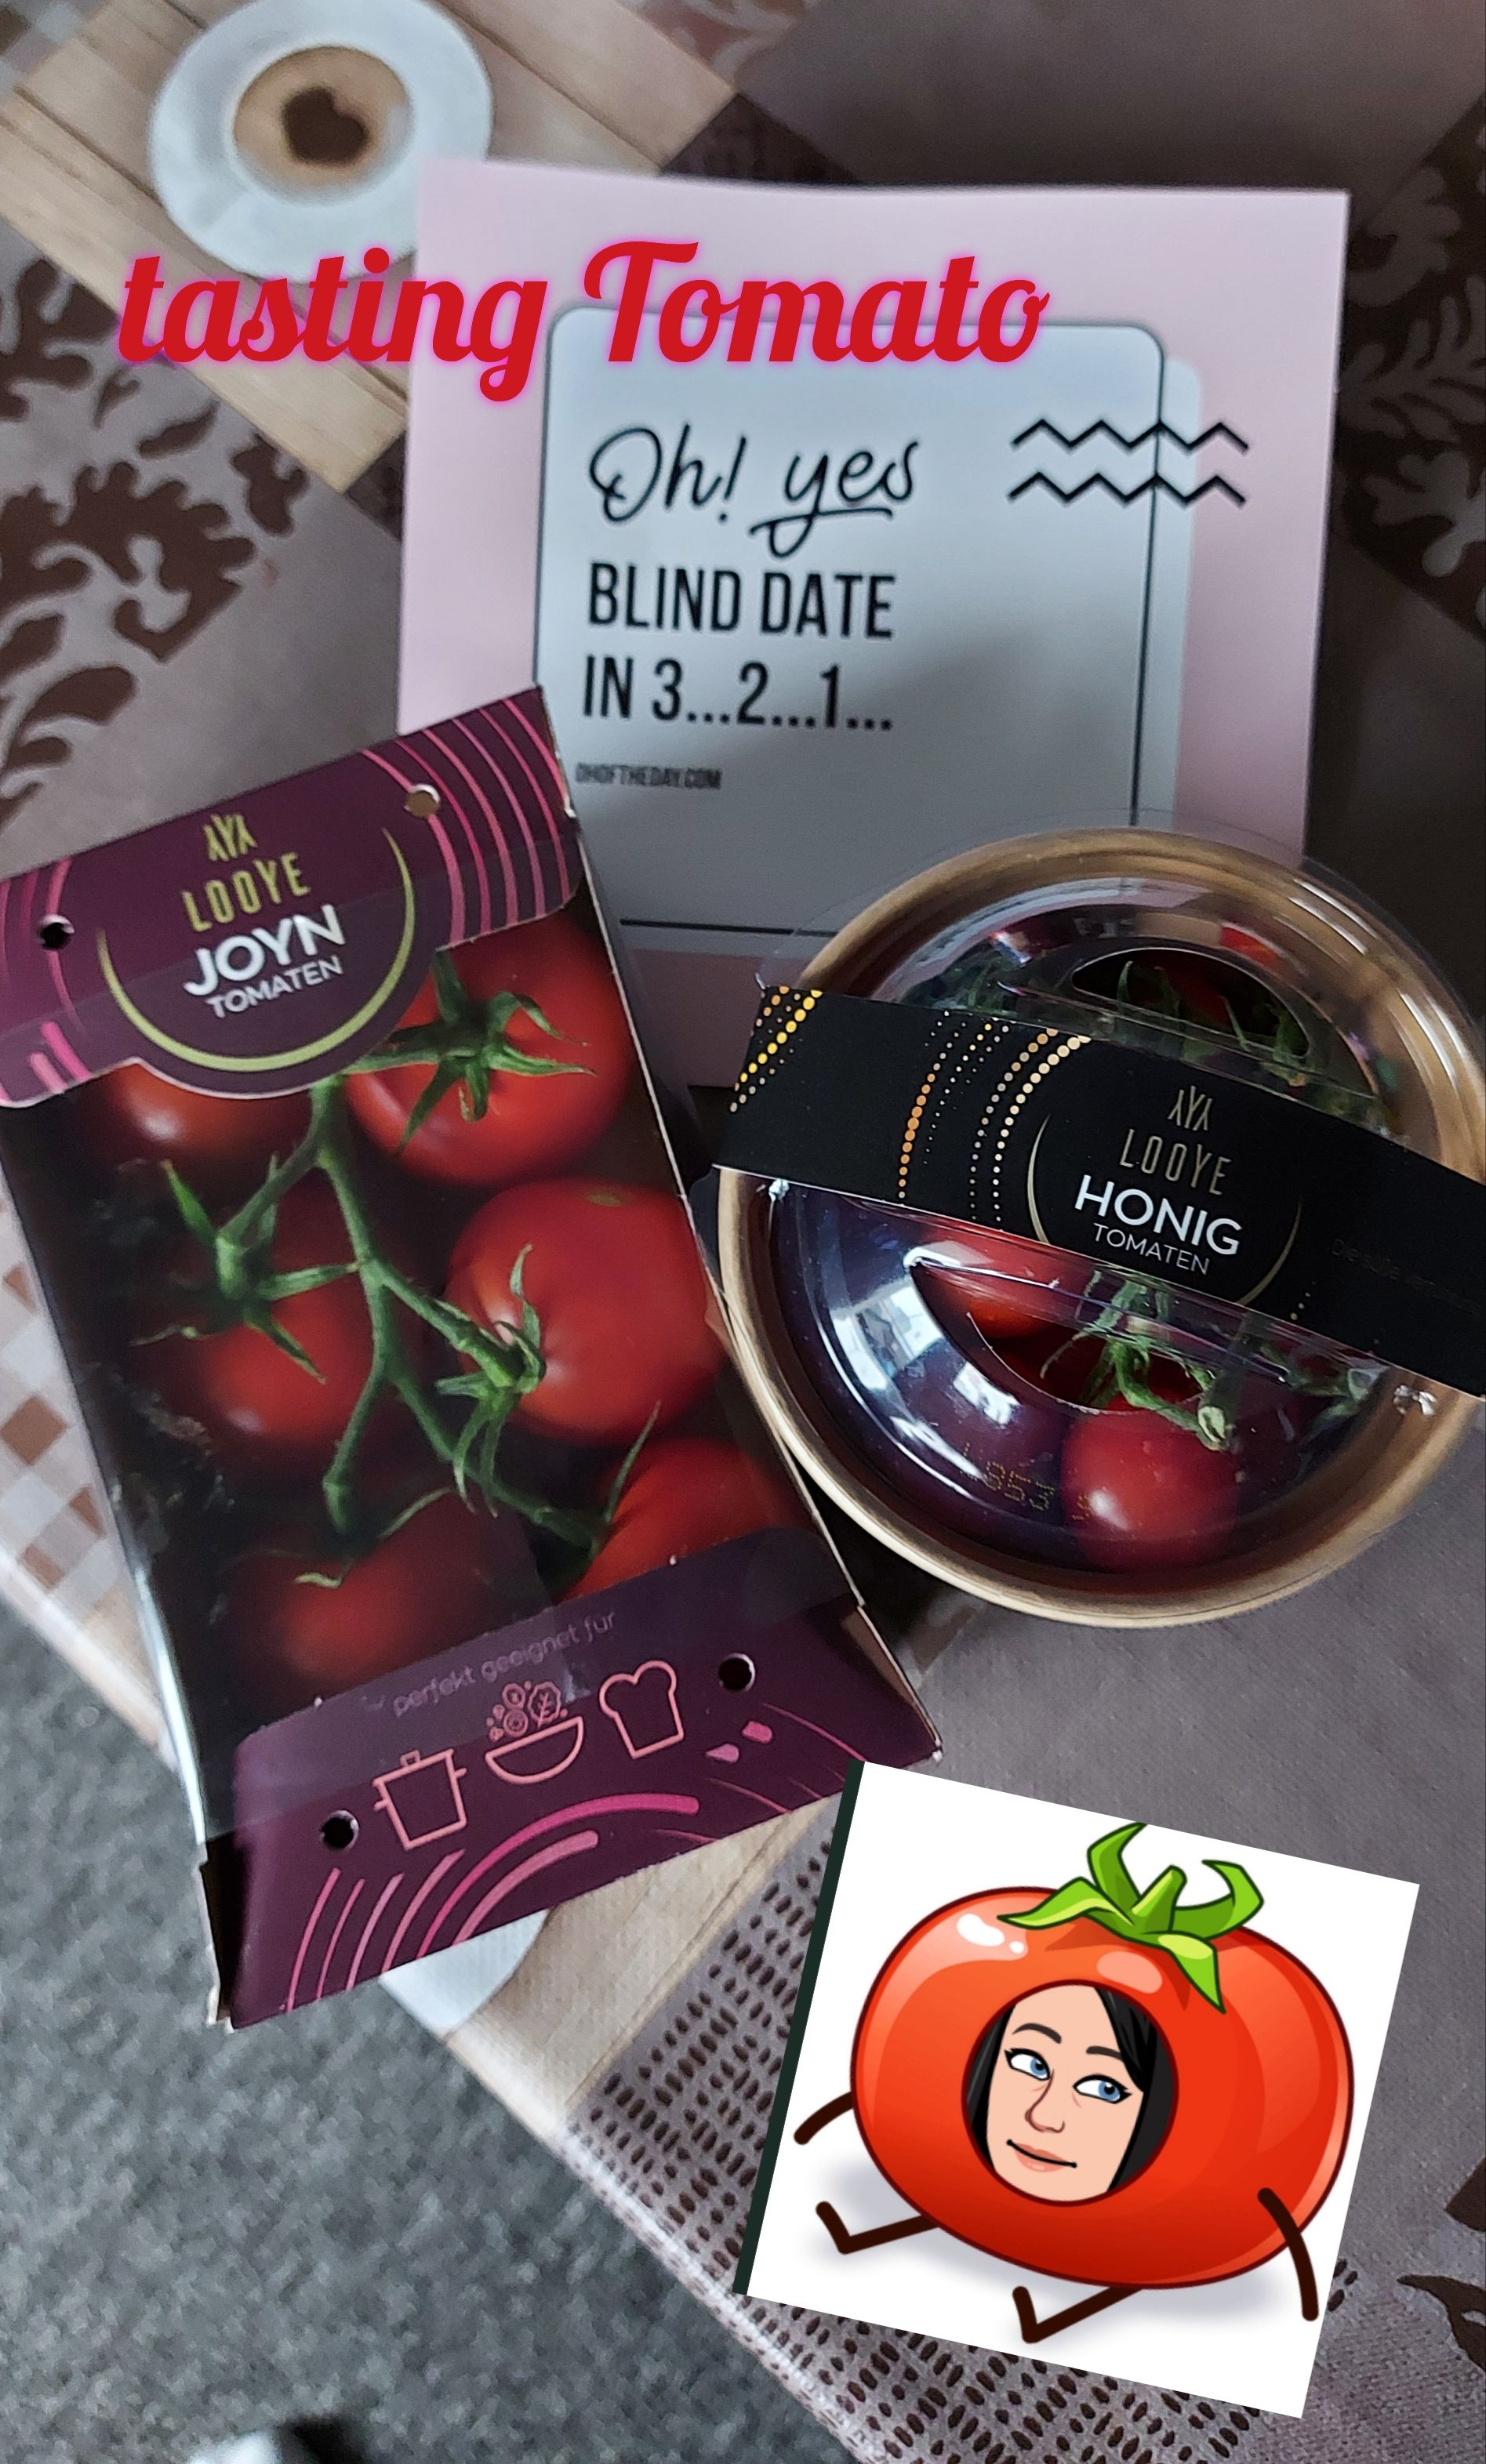 tasting Tomato
Oh! yes
BLIND DATE
IN 3...2...1...
OHOFTHEDAY.COM
LOOYE
JOYN
TOMATEN
LOOYE
HONIG
TOMATEN
perfekt geeignet für